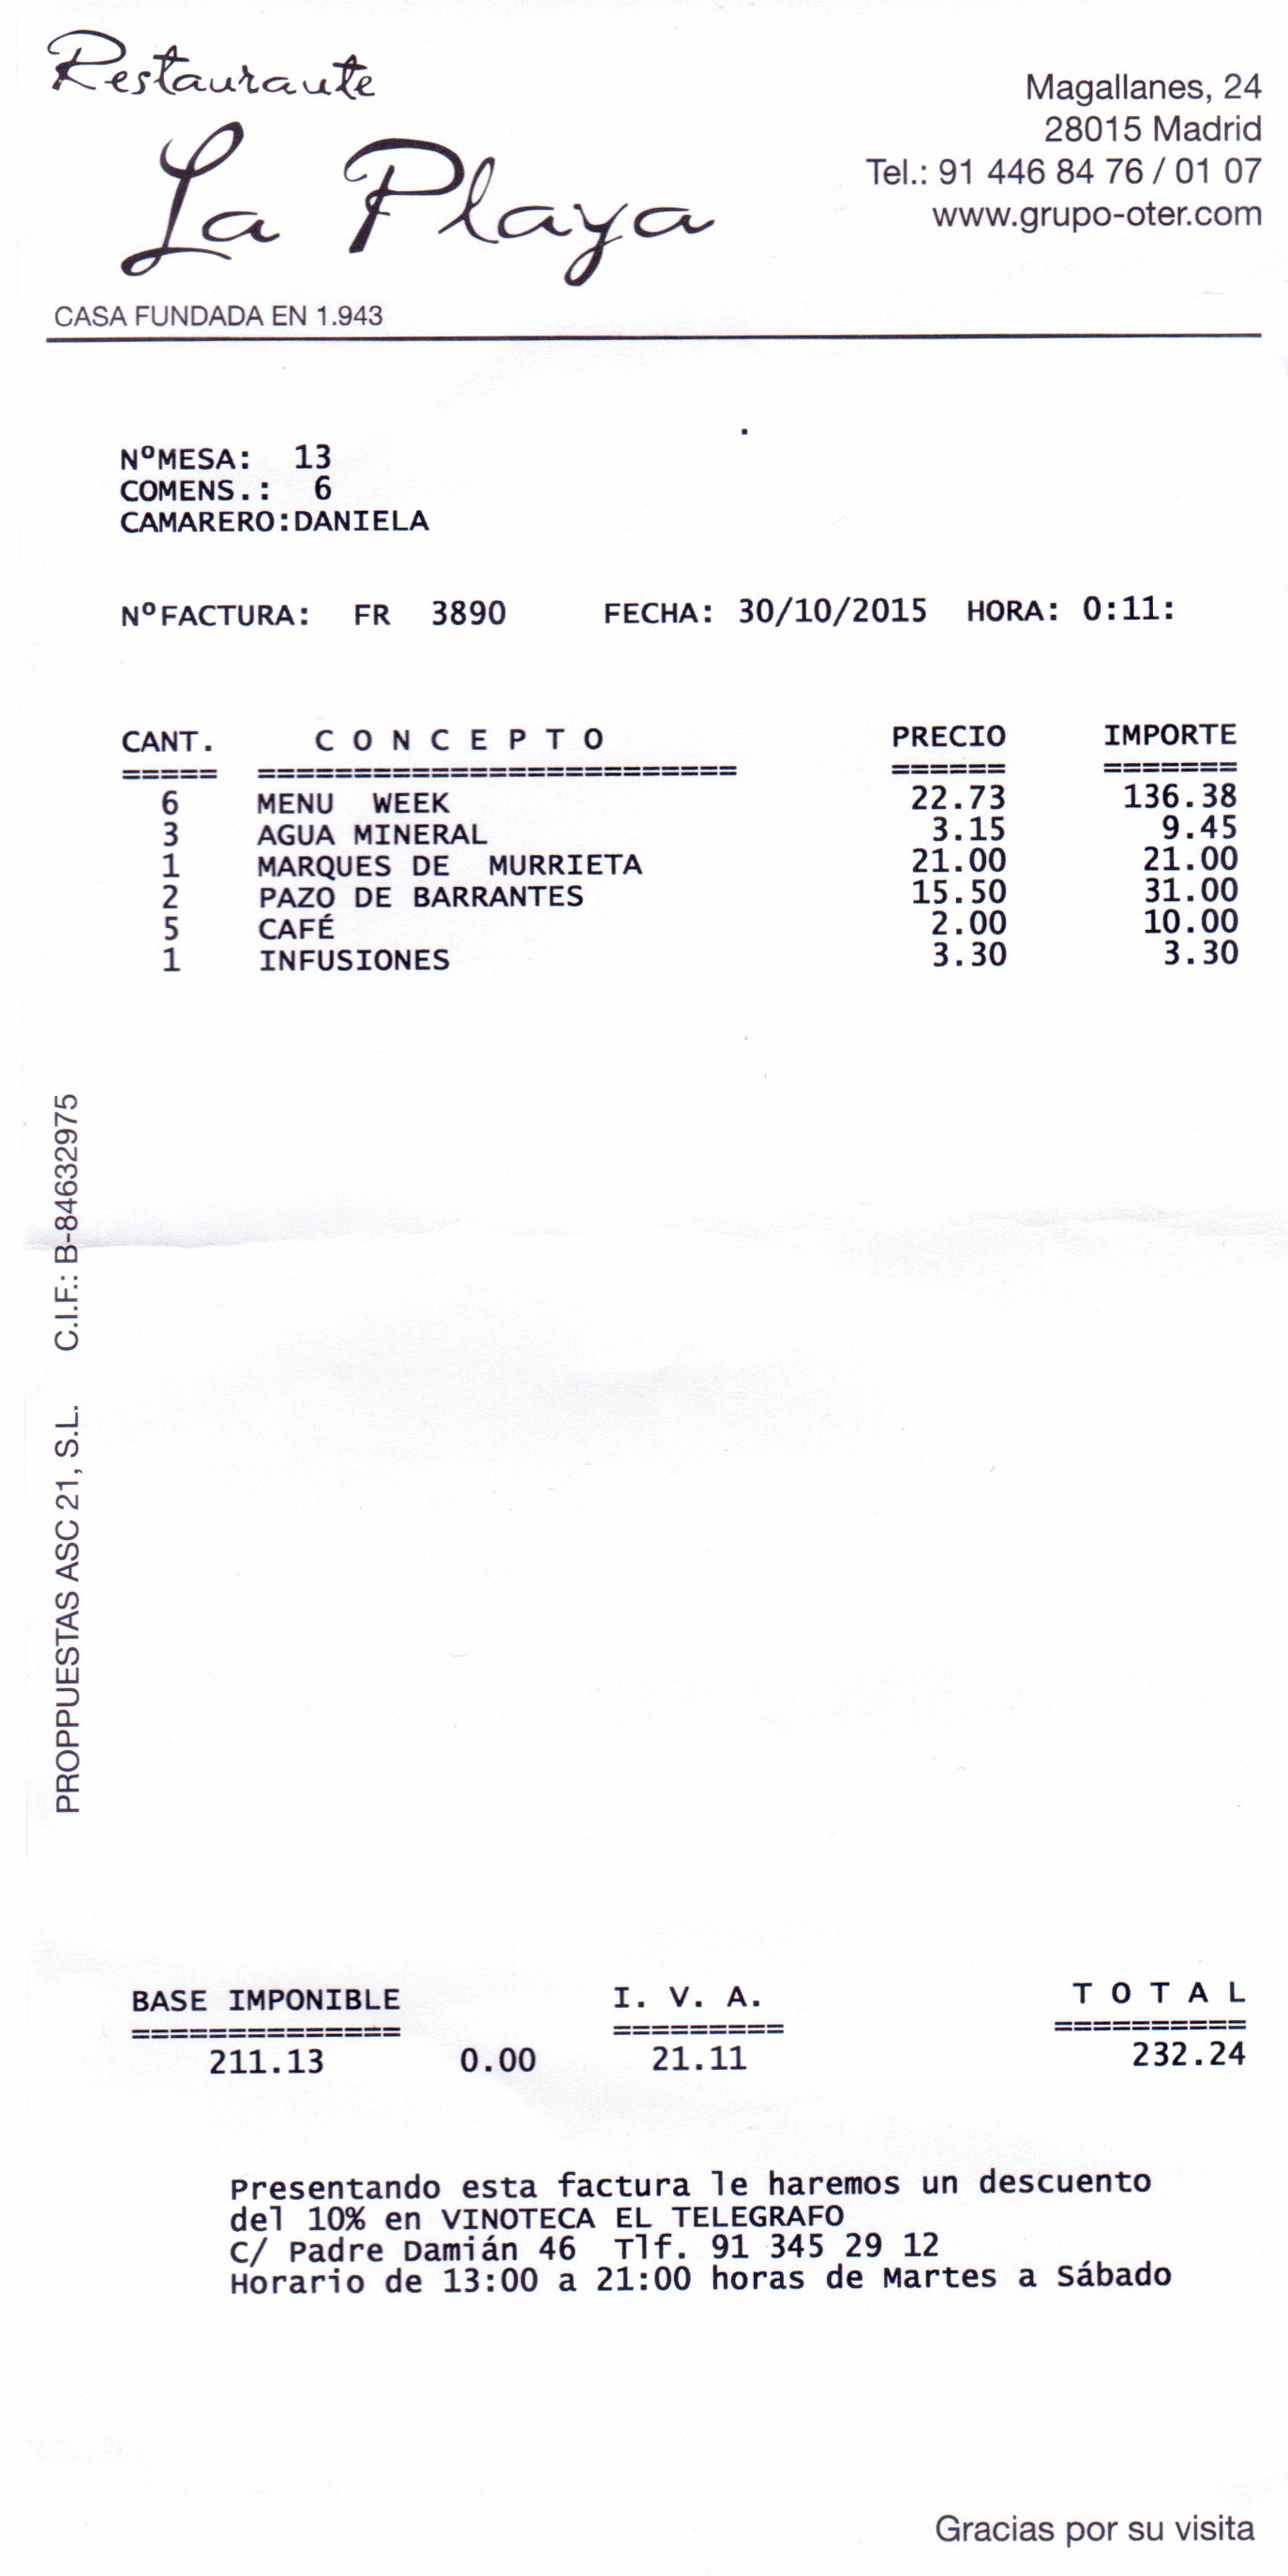 Restaurante
La Playa
CASA FUNDADA EN 1.943
Magallanes, 24
28015 Madrid
Tel.: 91 446 84 76 / 01 07
www.grupo-oter.com
NºMESA: 13
COMENS.: 6
CAMARERO:DANIELA
NºFACTURA: FR 3890 FECHA: 30/10/2015 HORA: 0:11:
CANT. C O N C E P T O PRECIO IMPORTE
===== ========================= ====== =======
6 MENU WEEK 22.73 136.38
3 AGUA MINERAL 3.15 9.45
1 MARQUES DE MURRIETA 21.00 21.00
2 PAZO DE BARRANTES 15.50 31.00
5 CAFÉ 2.00 10.00
1 INFUSIONES 3.30 3.30
PROPPUESTAS ASC 21, S.L. C.I.F.: B-84632975
BASE IMPONIBLE I. V. A. T O T A L
============== ========= ==========
211.13 0.00 21.11 232.24
Presentando esta factura le haremos un descuento
del 10% en VINOTECA EL TELEGRAFO
C/ Padre Damián 46 Tlf. 91 345 29 12
Horario de 13:00 a 21:00 horas de Martes a Sábado
Gracias por su visita